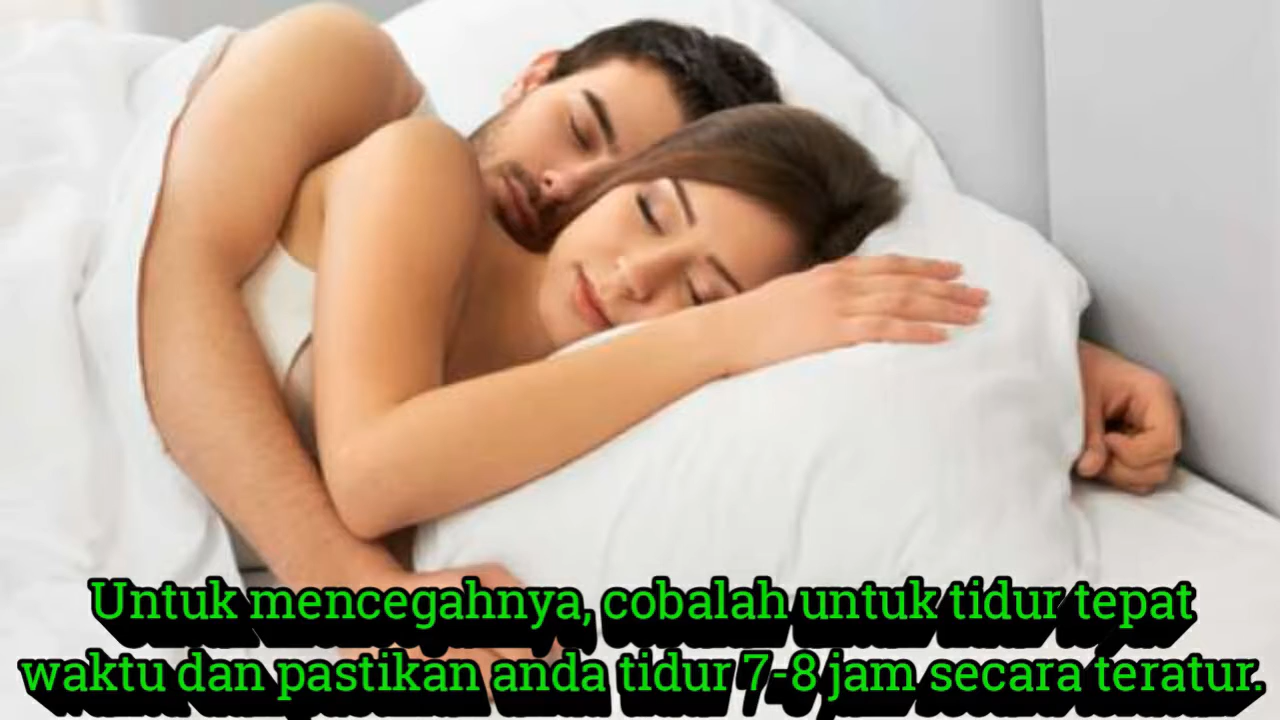 Untuk mencegahnya, cobalah untuk tidur tepat
waktu dan pastikan anda tidur 7-8 jam secara teratur.